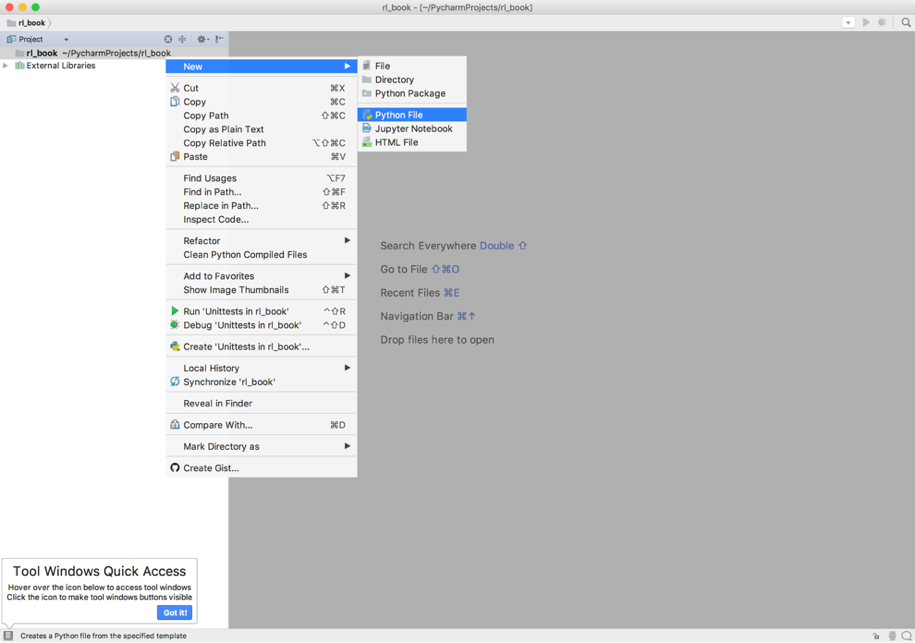 rl_book - [~/PycharmProjects/rl_book]
rl_book
Project
rl_book ~/PycharmProjects/rl_book
External Libraries
New
Cut ⌘X
Copy ⌘C
Copy Path ⇧⌘C
Copy as Plain Text
Copy Relative Path ⌥⇧⌘C
Paste ⌘V
Find Usages ⌥F7
Find in Path... ⇧⌘F
Replace in Path... ⇧⌘R
Inspect Code...
Refactor
Clean Python Compiled Files
Add to Favorites
Show Image Thumbnails ⇧⌘T
Run 'Unittests in rl_book' ^⇧R
Debug 'Unittests in rl_book' ^⇧D
Create 'Unittests in rl_book'...
Local History
Synchronize 'rl_book'
Reveal in Finder
Compare With... ⌘D
Mark Directory as
Create Gist...
File
Directory
Python Package
Python File
Jupyter Notebook
HTML File
Search Everywhere Double ⇧
Go to File ⇧⌘O
Recent Files ⌘E
Navigation Bar ⌘↑
Drop files here to open
Tool Windows Quick Access
Hover over the icon below to access tool windows
Click the icon to make tool windows buttons visible
Got it!
Creates a Python file from the specified template